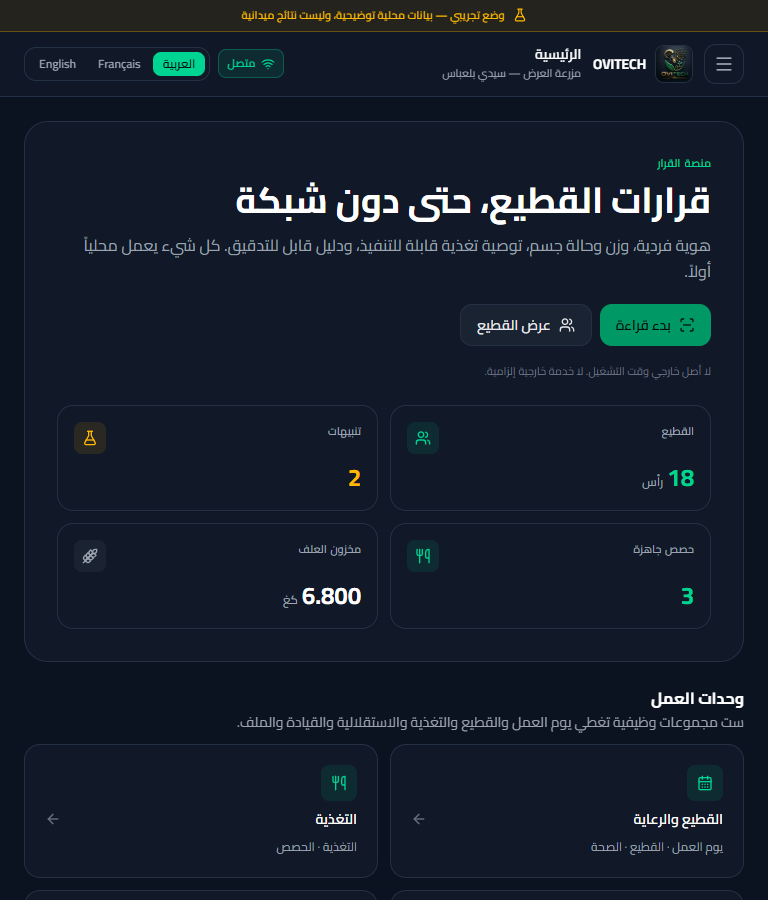 وضع تجريبي — بيانات محلية توضيحية، وليست نتائج ميدانية
OVITECH
الرئيسية
مزرعة العرض — سيدي بلعباس
متصل
العربية
Français
English
منصة القرار
قرارات القطيع، حتى دون شبكة
هوية فردية، وزن وحالة جسم، توصية تغذية قابلة للتنفيذ، ودليل قابل للتدقيق. كل شيء يعمل محلياً
أولاً.
بدء قراءة
عرض القطيع
لا أصل خارجي وقت التشغيل. لا خدمة خارجية إلزامية.
القطيع
18 رأس
تنبيهات
2
حصص جاهزة
3
مخزون العلف
6.800 كغ
وحدات العمل
ست مجموعات وظيفية تغطي يوم العمل والقطيع والتغذية والاستقلالية والقيادة والملف.
القطيع والرعاية
يوم العمل · القطيع · الصحة
التغذية
التغذية · الحصص